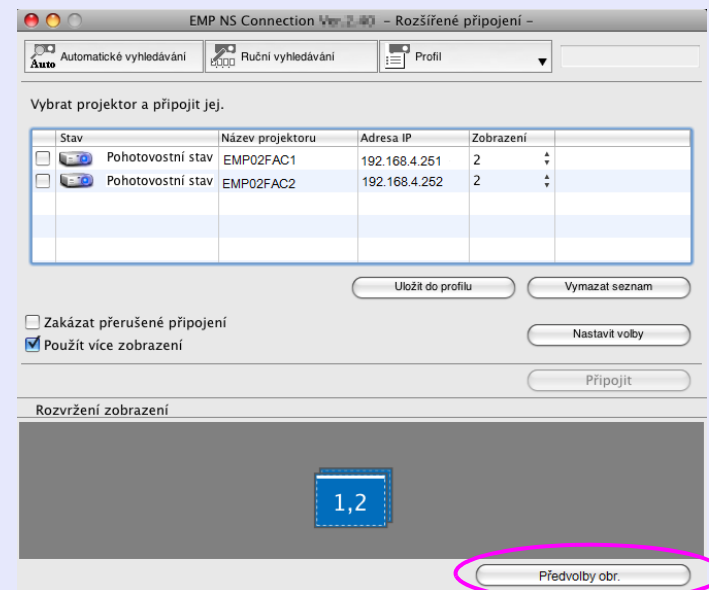 EMP NS Connection – Rozšířené připojení –
Auto Automatické vyhledávání Ruční vyhledávání Profil
Vybrat projektor a připojit jej.
Stav Název projektoru Adresa IP Zobrazení
Pohotovostní stav EMP02FAC1 192.168.4.251 2
Pohotovostní stav EMP02FAC2 192.168.4.252 2
Uložit do profilu Vymazat seznam
Zakázat přerušené připojení
Použít více zobrazení
Nastavit volby
Připojit
Rozvržení zobrazení
1,2
Předvolby obr.